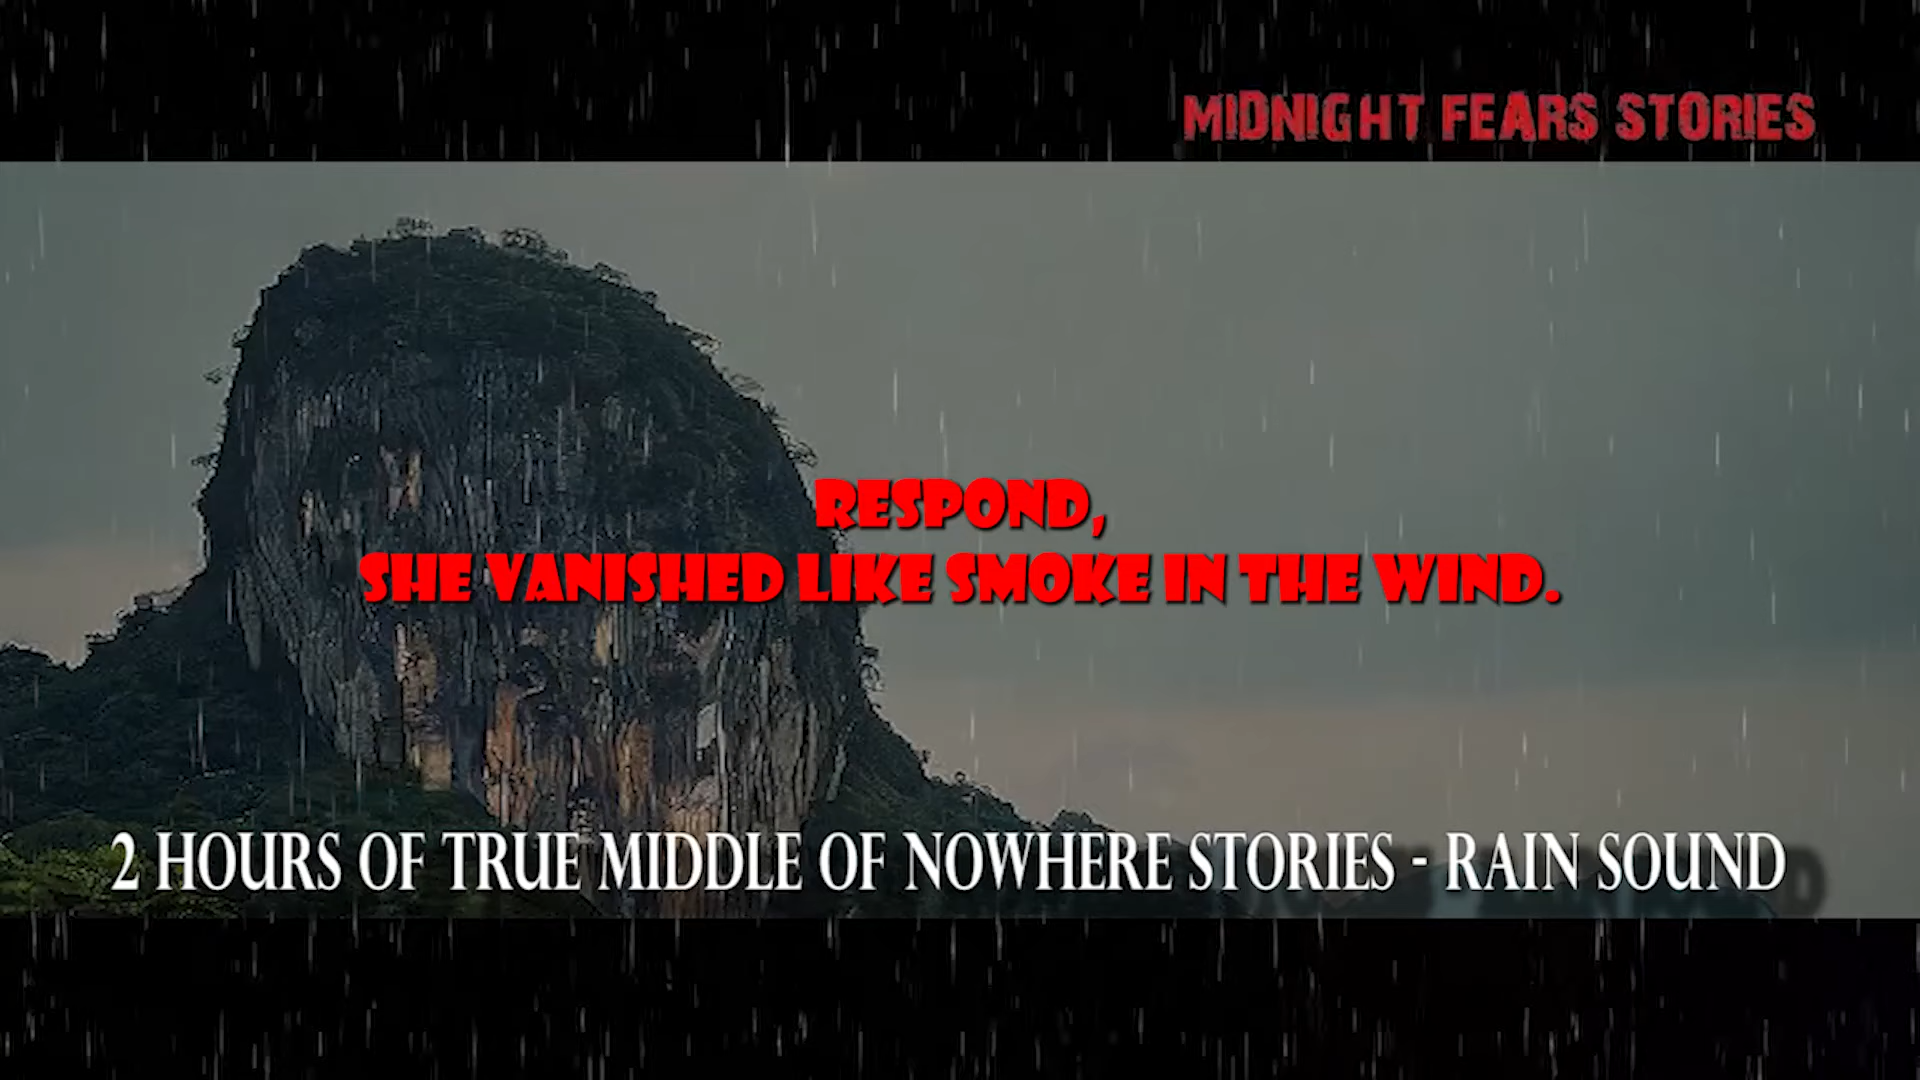 MIDNIGHT FEARS STORIES
RESPOND,
SHE VANISHED LIKE SMOKE IN THE WIND.
2 HOURS OF TRUE MIDDLE OF NOWHERE STORIES - RAIN SOUND